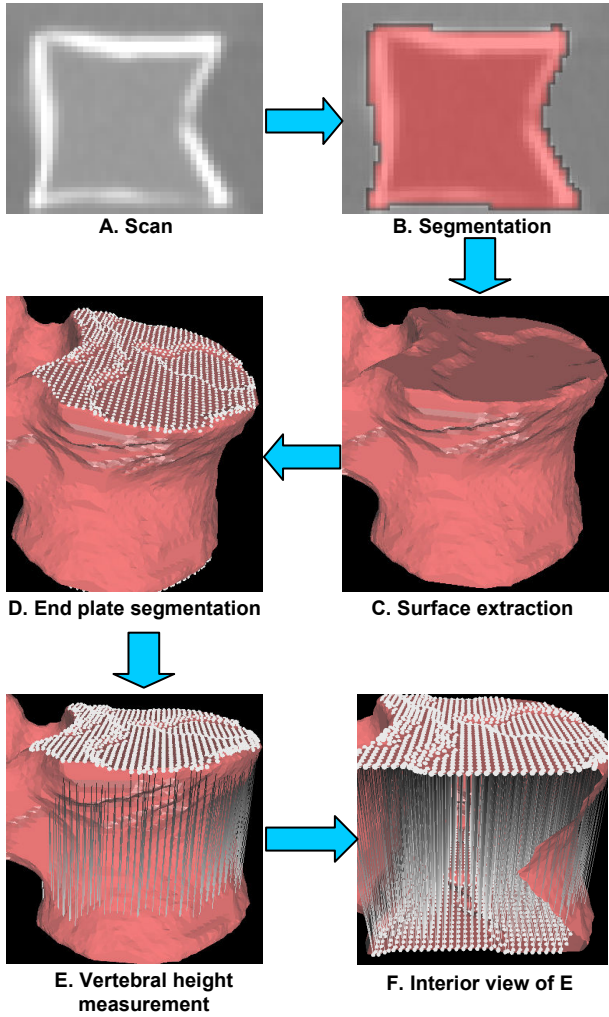 A. Scan
B. Segmentation
D. End plate segmentation
C. Surface extraction
E. Vertebral height
measurement
F. Interior view of E